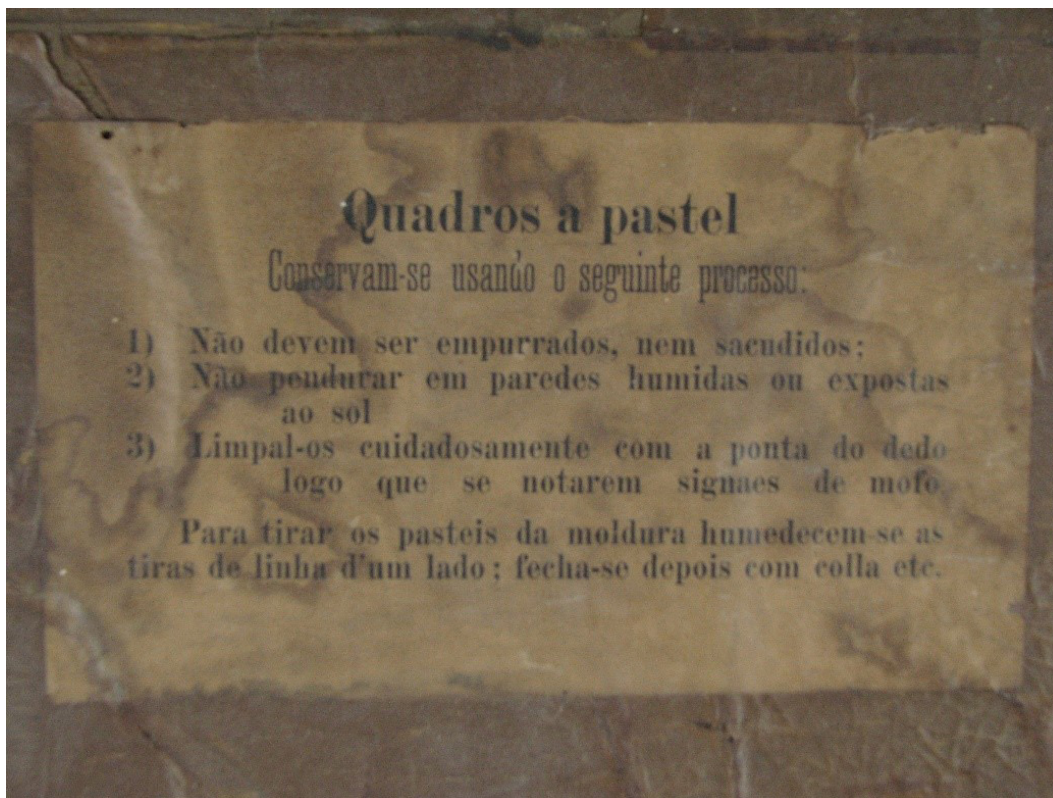 Quadros a pastel
Conservam-se usando o seguinte processo:
1) Não devem ser empurrados, nem sacudidos;
2) Não pendurar em paredes humidas ou expostas
ao sol
3) Limpal-os cuidadosamente com a ponta do dedo
logo que se notarem signaes de mofo.
Para tirar os pasteis da moldura humedecem-se as
tiras de linha d'um lado; fecha-se depois com colla etc.